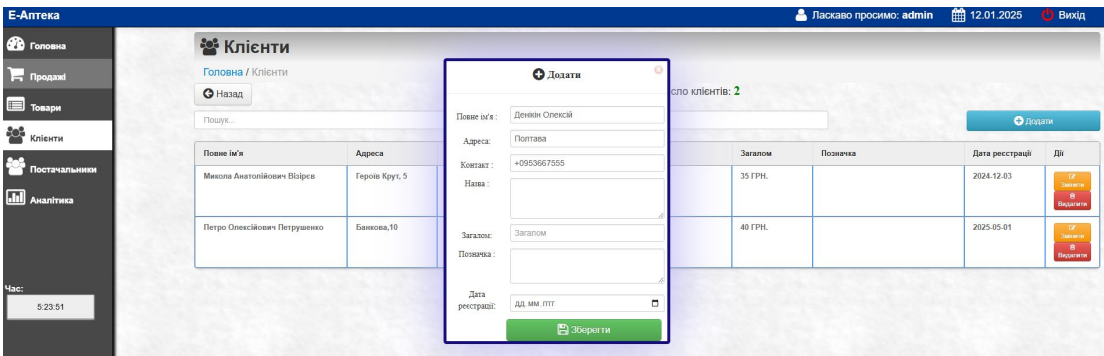 Е-Аптека
Ласкаво просимо: admin
12.01.2025
Вихід
Головна
Продажі
Товари
Клієнти
Постачальники
Аналітика
Час:
5:23:51
Клієнти
Головна / Клієнти
Назад
сло клієнтів: 2
Пошук...
Додати
Повне ім'я Адреса Загалом Позначка Дата реєстрації Дії
Микола Анатолійович Візірєв Героїв Крут, 5 35 ГРН. 2024-12-03
Змінити
Видалити
Петро Олексійович Петрушенко Банкова,10 40 ГРН. 2025-05-01
Змінити
Видалити
Додати
Повне ім'я : Денікін Олексій
Адреса: Полтава
Контакт : +0953667555
Назва :
Загалом: Загалом
Позначка :
Дата
реєстрації: дд.мм.гггг
Зберегти